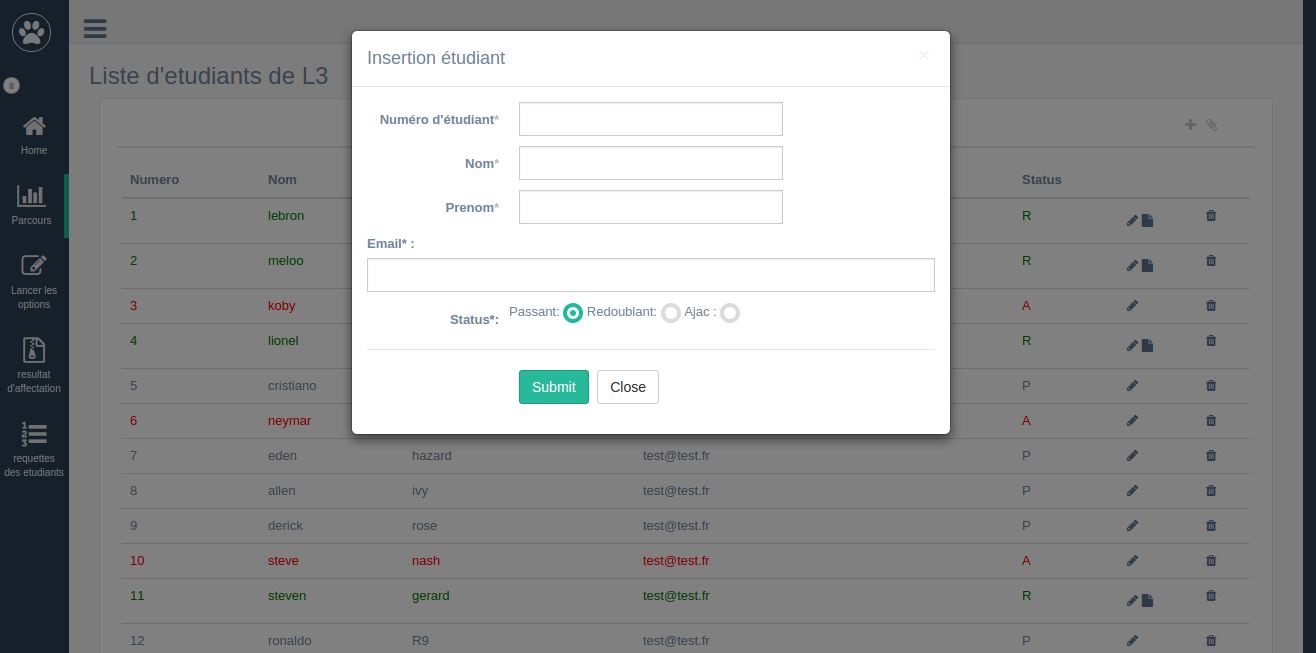 Insertion étudiant ×
Liste d'etudiants de L3
Numéro d'étudiant*
Nom*
Prenom*
Email* :
Status*: Passant: Redoublant: Ajac :
Submit Close
Home
Parcours
Lancer les
options
resultat
d'affectation
1
2
3
requettes
des etudiants
Numero Nom Status
1 lebron R
2 meloo R
3 koby A
4 lionel R
5 cristiano P
6 neymar A
7 eden hazard test@test.fr P
8 allen ivy test@test.fr P
9 derick rose test@test.fr P
10 steve nash test@test.fr A
11 steven gerard test@test.fr R
12 ronaldo R9 test@test.fr P